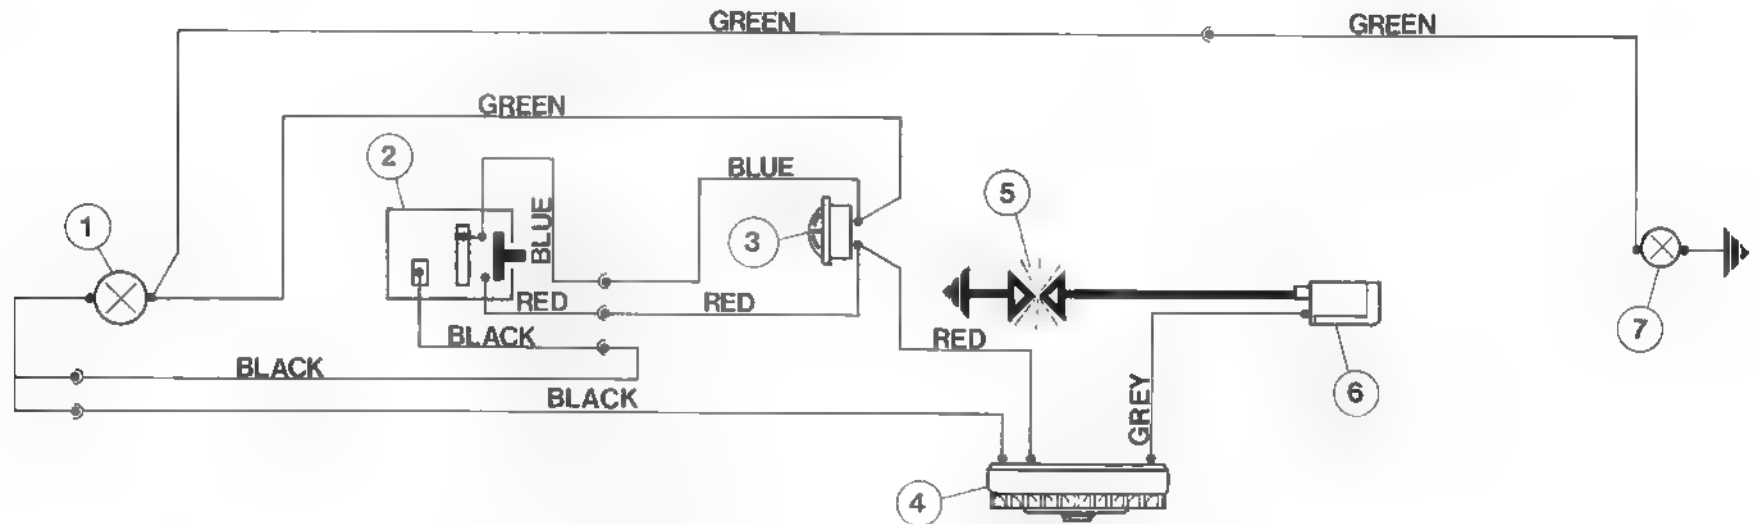 GREEN
GREEN
GREEN
2
BLUE
1
BLUE
3
5
RED
RED
BLACK
RED
7
BLACK
BLACK
GREY
6
4